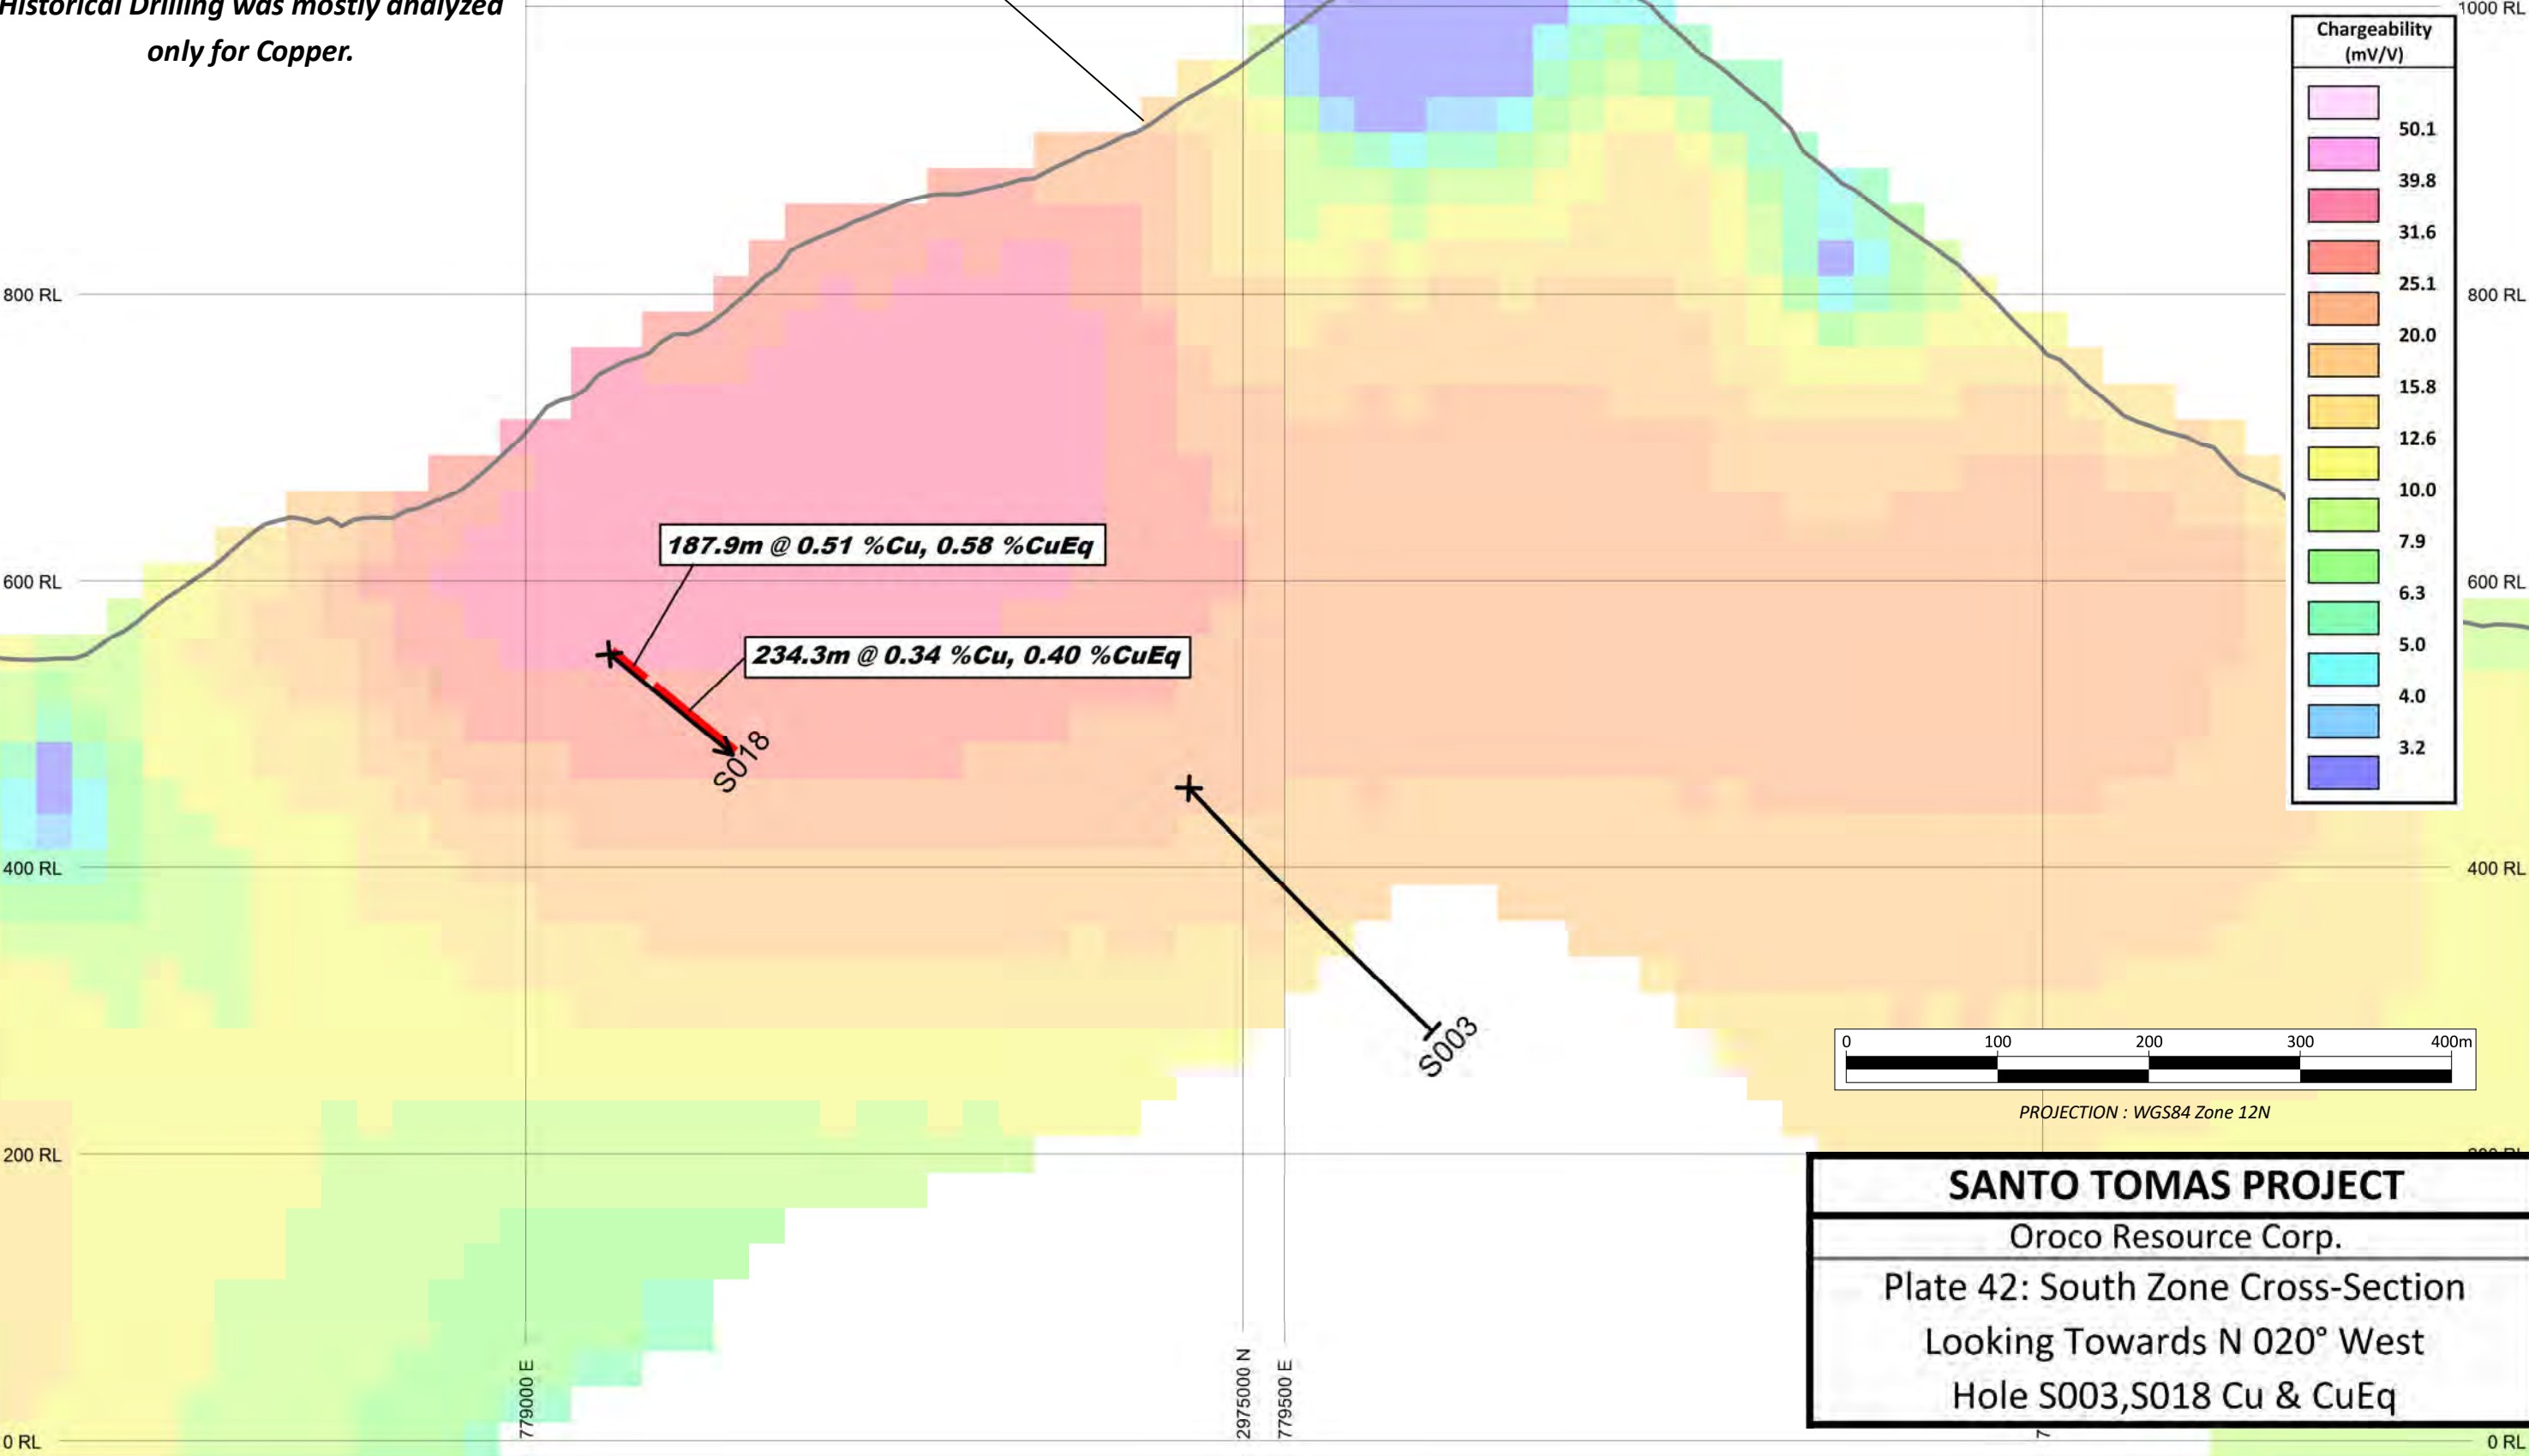 Historical Drilling was mostly analyzed
only for Copper.
1000 RL
Chargeability
(mV/V)
50.1
39.8
31.6
25.1
20.0
15.8
12.6
10.0
7.9
6.3
5.0
4.0
3.2
800 RL
800 RL
187.9m @ 0.51 %Cu, 0.58 %CuEq
600 RL
600 RL
234.3m @ 0.34 %Cu, 0.40 %CuEq
S018
400 RL
400 RL
S003
0 100 200 300 400m
PROJECTION : WGS84 Zone 12N
200 RL
SANTO TOMAS PROJECT
Oroco Resource Corp.
Plate 42: South Zone Cross-Section
Looking Towards N 020° West
Hole S003,S018 Cu & CuEq
779000 E
2975000 N
779500 E
0 RL
0 RL